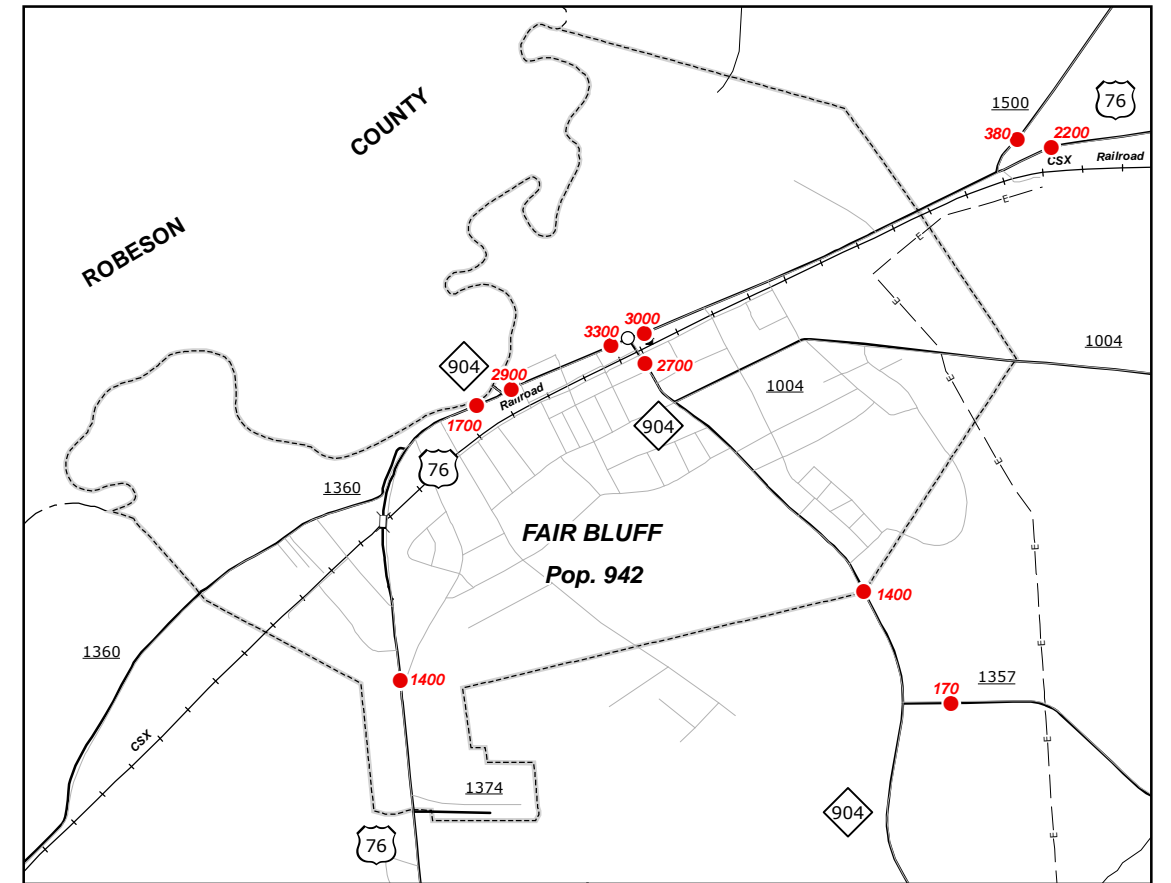 COUNTY
ROBESON
1500
76
380
2200
CSX Railroad
3000
3300
904
2700
1004
2900
1004
Railroad
1700
904
76
1360
FAIR BLUFF
Pop. 942
1400
1360
1400
170
1357
CSX
1374
904
76
E
E
E
E
E
E
E
E
E
E